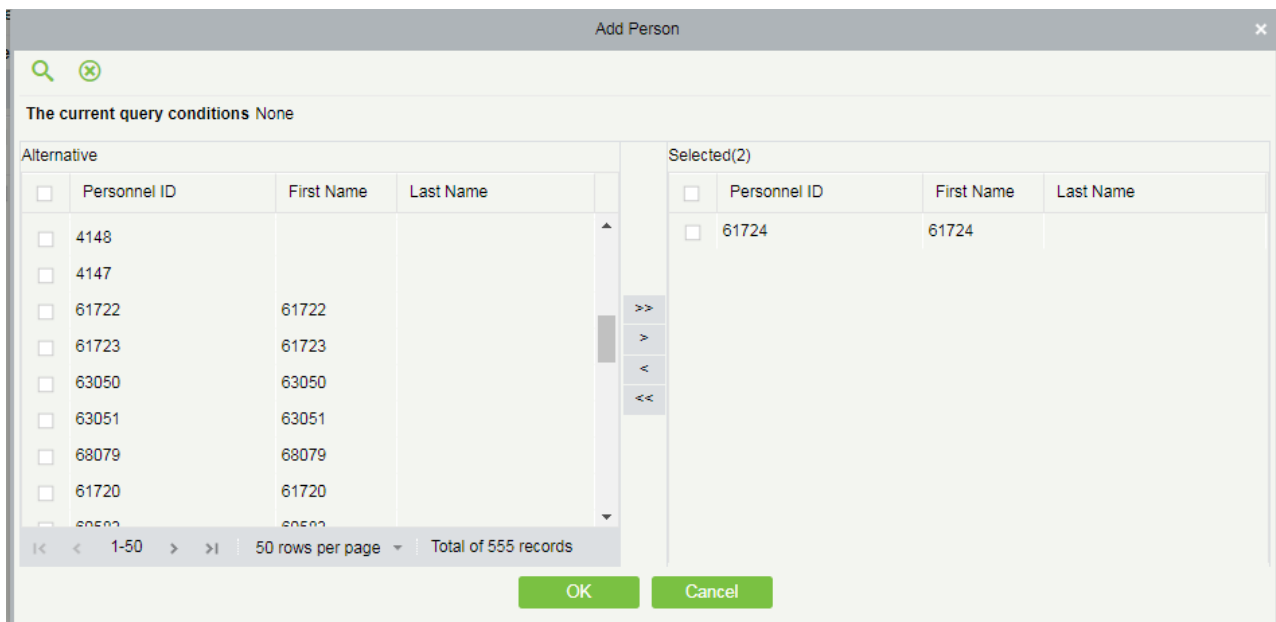 Add Person
The current query conditions None
Alternative
Selected(2)
Personnel ID First Name Last Name
Personnel ID First Name Last Name
4148
61724 61724
4147
61722 61722
61723 61723
63050 63050
63051 63051
68079 68079
61720 61720
>>
>
<
<<
1-50 50 rows per page Total of 555 records
OK Cancel